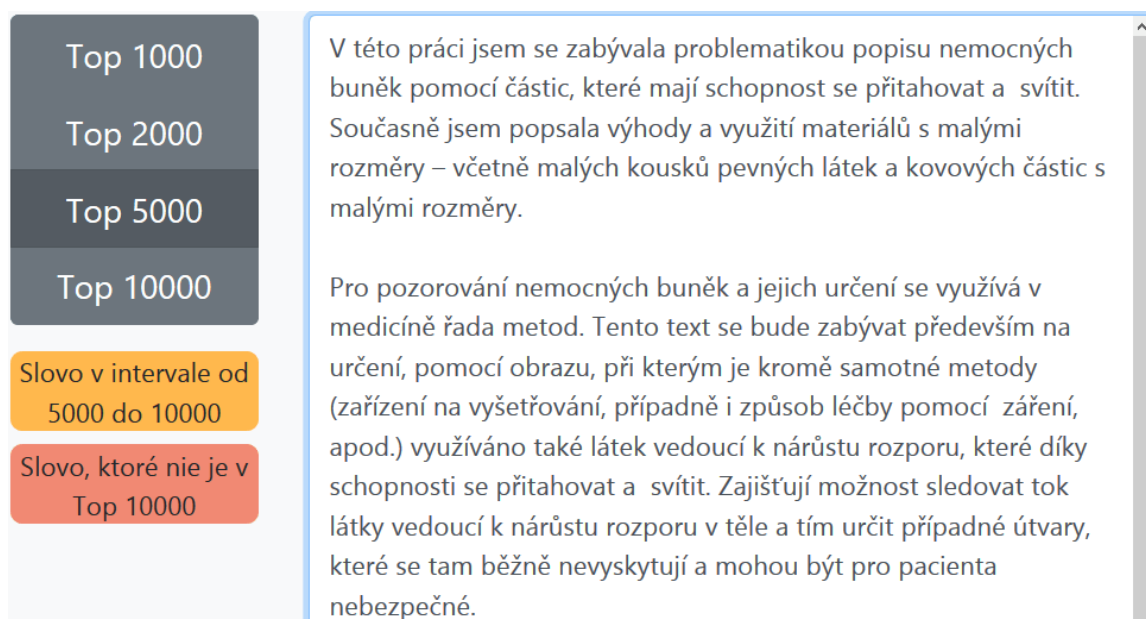 Top 1000
Top 2000
Top 5000
Top 10000
Slovo v intervale od
5000 do 10000
Slovo, ktoré nie je v
Top 10000
V této práci jsem se zabývala problematikou popisu nemocných
buněk pomocí částic, které mají schopnost se přitahovat a  svítit.
Současně jsem popsala výhody a využití materiálů s malými
rozměry – včetně malých kousků pevných látek a kovových částic s
malými rozměry.
Pro pozorování nemocných buněk a jejich určení se využívá v
medicíně řada metod. Tento text se bude zabývat především na
určení, pomocí obrazu, při kterým je kromě samotné metody
(zařízení na vyšetřování, případně i způsob léčby pomocí  záření,
apod.) využíváno také látek vedoucí k nárůstu rozporu, které díky
schopnosti se přitahovat a  svítit. Zajišťují možnost sledovat tok
látky vedoucí k nárůstu rozporu v těle a tím určit případné útvary,
které se tam běžně nevyskytují a mohou být pro pacienta
nebezpečné.